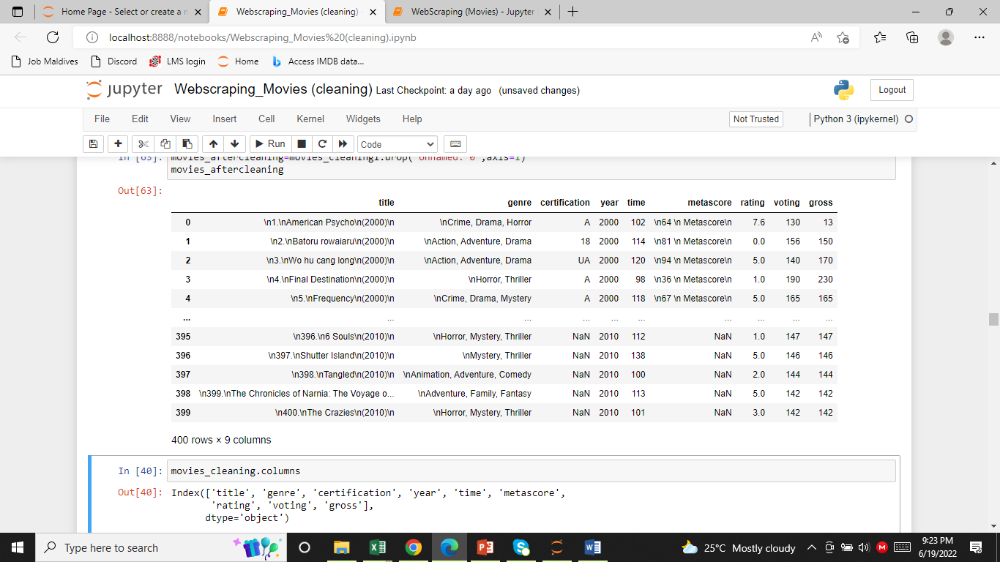 Home Page - Select or create a n
Webscraping_Movies (cleaning) -
WebScraping (Movies) - Jupyter
localhost:8888/notebooks/Webscraping_Movies%20(cleaning).ipynb
Job Maldives Discord LMS login Home Access IMDB data...
jupyter Webscraping_Movies (cleaning) Last Checkpoint: a day ago (unsaved changes) Logout
File Edit View Insert Cell Kernel Widgets Help Not Trusted Python 3 (ipykernel)
Run Code
In [63]: movies_aftercleaning=movies_cleaning1.drop('Unnamed: 0',axis=1)
movies_aftercleaning
Out[63]:
title genre certification year time metascore rating voting gross
0 \n1.\nAmerican Psycho\n(2000)\n \nCrime, Drama, Horror A 2000 102 \n64 \n Metascore\n 7.6 130 13
1 \n2.\nBatoru rowaiaru\n(2000)\n \nAction, Adventure, Drama 18 2000 114 \n81 \n Metascore\n 0.0 156 150
2 \n3.\nWo hu cang long\n(2000)\n \nAction, Adventure, Drama UA 2000 120 \n94 \n Metascore\n 5.0 140 170
3 \n4.\nFinal Destination\n(2000)\n \nHorror, Thriller A 2000 98 \n36 \n Metascore\n 1.0 190 230
4 \n5.\nFrequency\n(2000)\n \nCrime, Drama, Mystery A 2000 118 \n67 \n Metascore\n 5.0 165 165
... ... ... ... ... ... ... ... ... ...
395 \n396.\n6 Souls\n(2010)\n \nHorror, Mystery, Thriller NaN 2010 112 NaN 1.0 147 147
396 \n397.\nShutter Island\n(2010)\n \nMystery, Thriller NaN 2010 138 NaN 5.0 146 146
397 \n398.\nTangled\n(2010)\n \nAnimation, Adventure, Comedy NaN 2010 100 NaN 2.0 144 144
398 \n399.\nThe Chronicles of Narnia: The Voyage o... \nAdventure, Family, Fantasy NaN 2010 113 NaN 5.0 142 142
399 \n400.\nThe Crazies\n(2010)\n \nHorror, Mystery, Thriller NaN 2010 101 NaN 3.0 142 142
400 rows × 9 columns
In [40]: movies_cleaning.columns
Out[40]: Index(['title', 'genre', 'certification', 'year', 'time', 'metascore',
'rating', 'voting', 'gross'],
dtype='object')
Type here to search
25°C Mostly cloudy
9:23 PM
6/19/2022